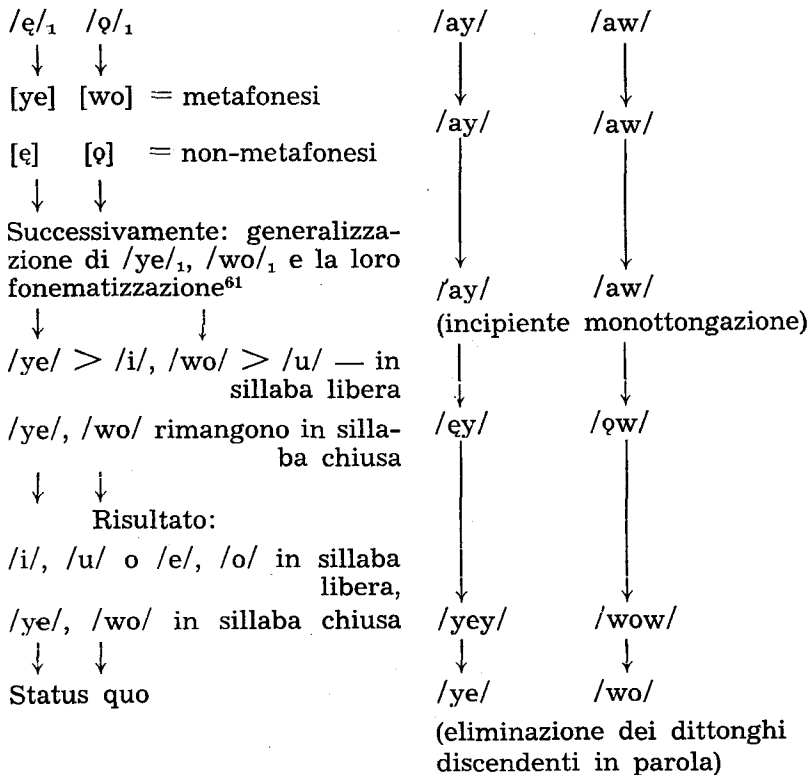 /ę/₁ /ǫ/₁ /ay/ /aw/
↓ ↓ ↓ ↓
[ye] [wo] = metafonesi
/ay/ /aw/
[ę] [ǫ] = non-metafonesi
↓ ↓ ↓ ↓
Successivamente: generalizza-
zione di /ye/₁, /wo/₁ e la loro
fonematizzazione⁶¹ /ay/ /aw/
(incipiente monottongazione)
↓ ↓ ↓ ↓
/ye/ > /i/, /wo/ > /u/ — in
sillaba libera
/ye/, /wo/ rimangono in silla- /ęy/ /ǫw/
ba chiusa
↓ ↓ ↓ ↓
Risultato:
/i/, /u/ o /e/, /o/ in sillaba
libera,
/ye/, /wo/ in sillaba chiusa /yey/ /wow/
↓ ↓ ↓ ↓
Status quo /ye/ /wo/
(eliminazione dei dittonghi
discendenti in parola)